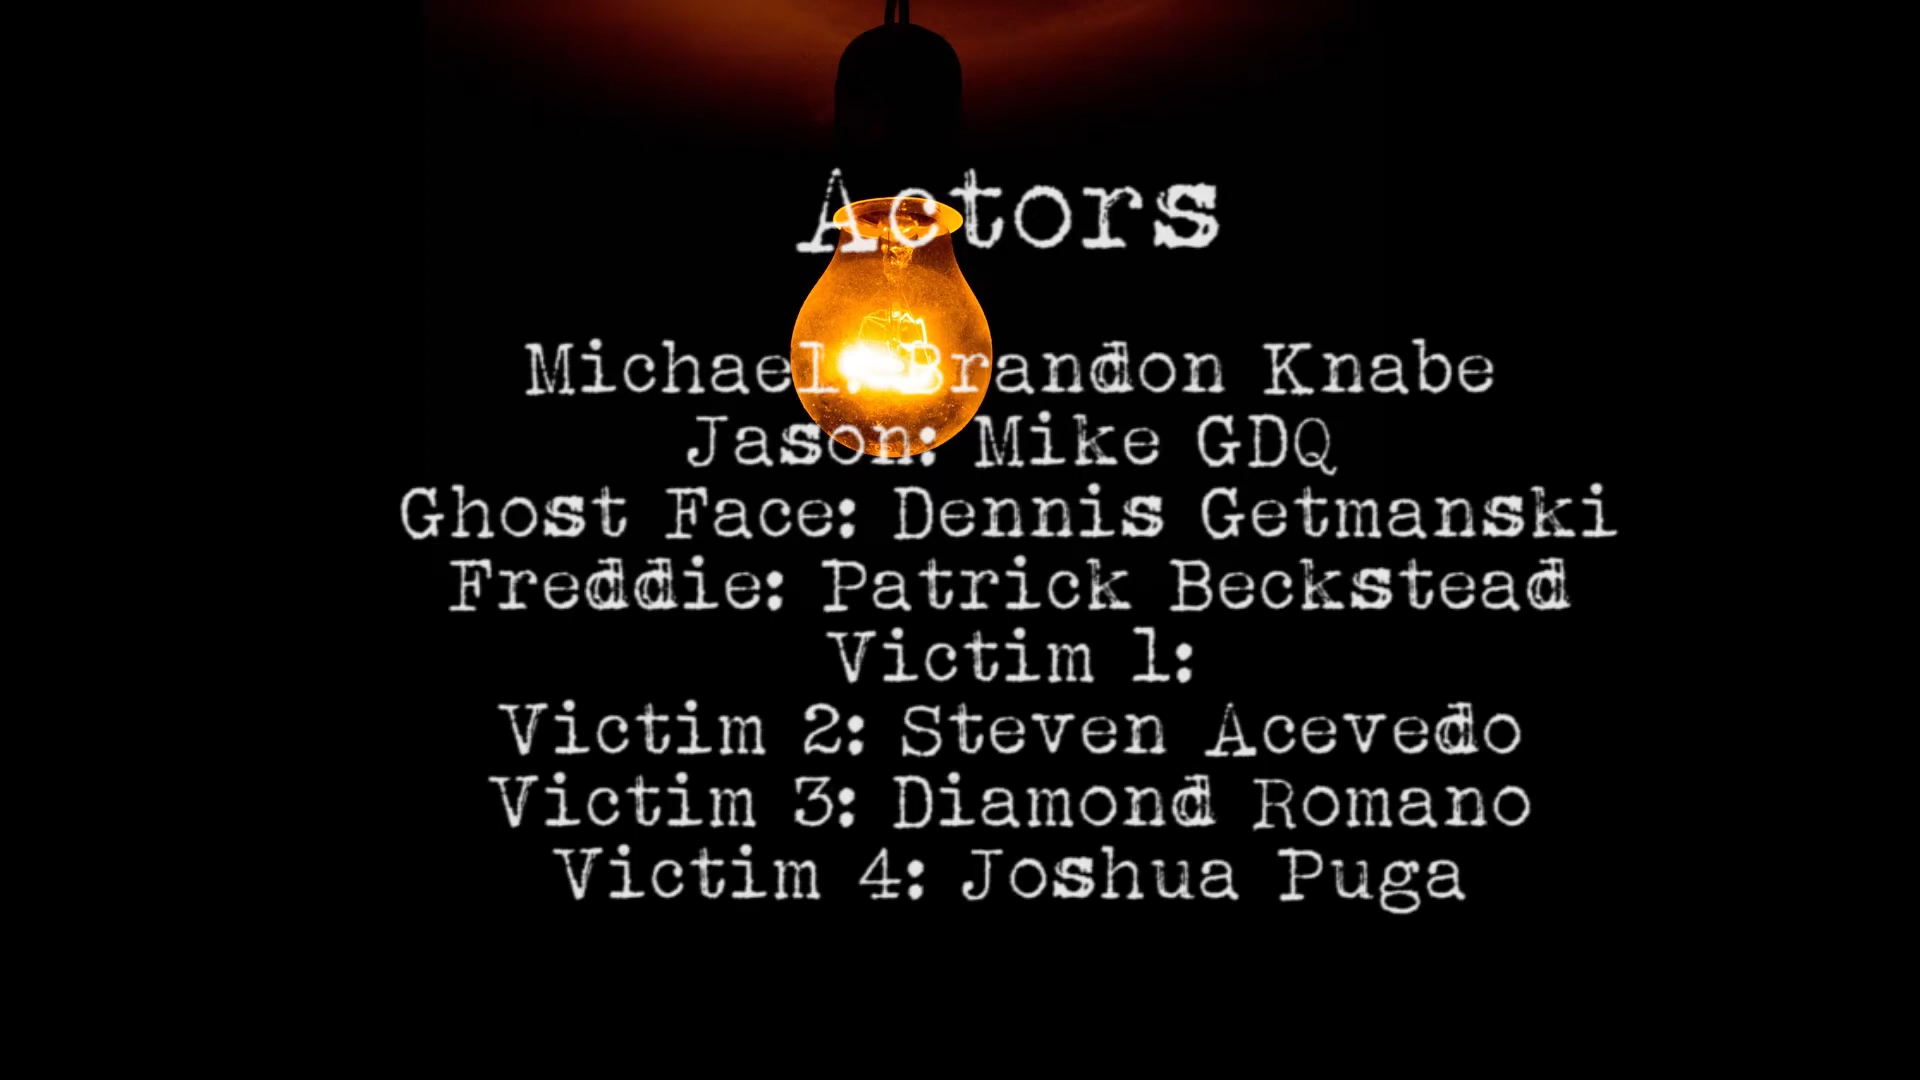 Actors
Michael: Brandon Knabe
Jason: Mike GDQ
Ghost Face: Dennis Getmanski
Freddie: Patrick Beckstead
Victim 1:
Victim 2: Steven Acevedo
Victim 3: Diamond Romano
Victim 4: Joshua Puga